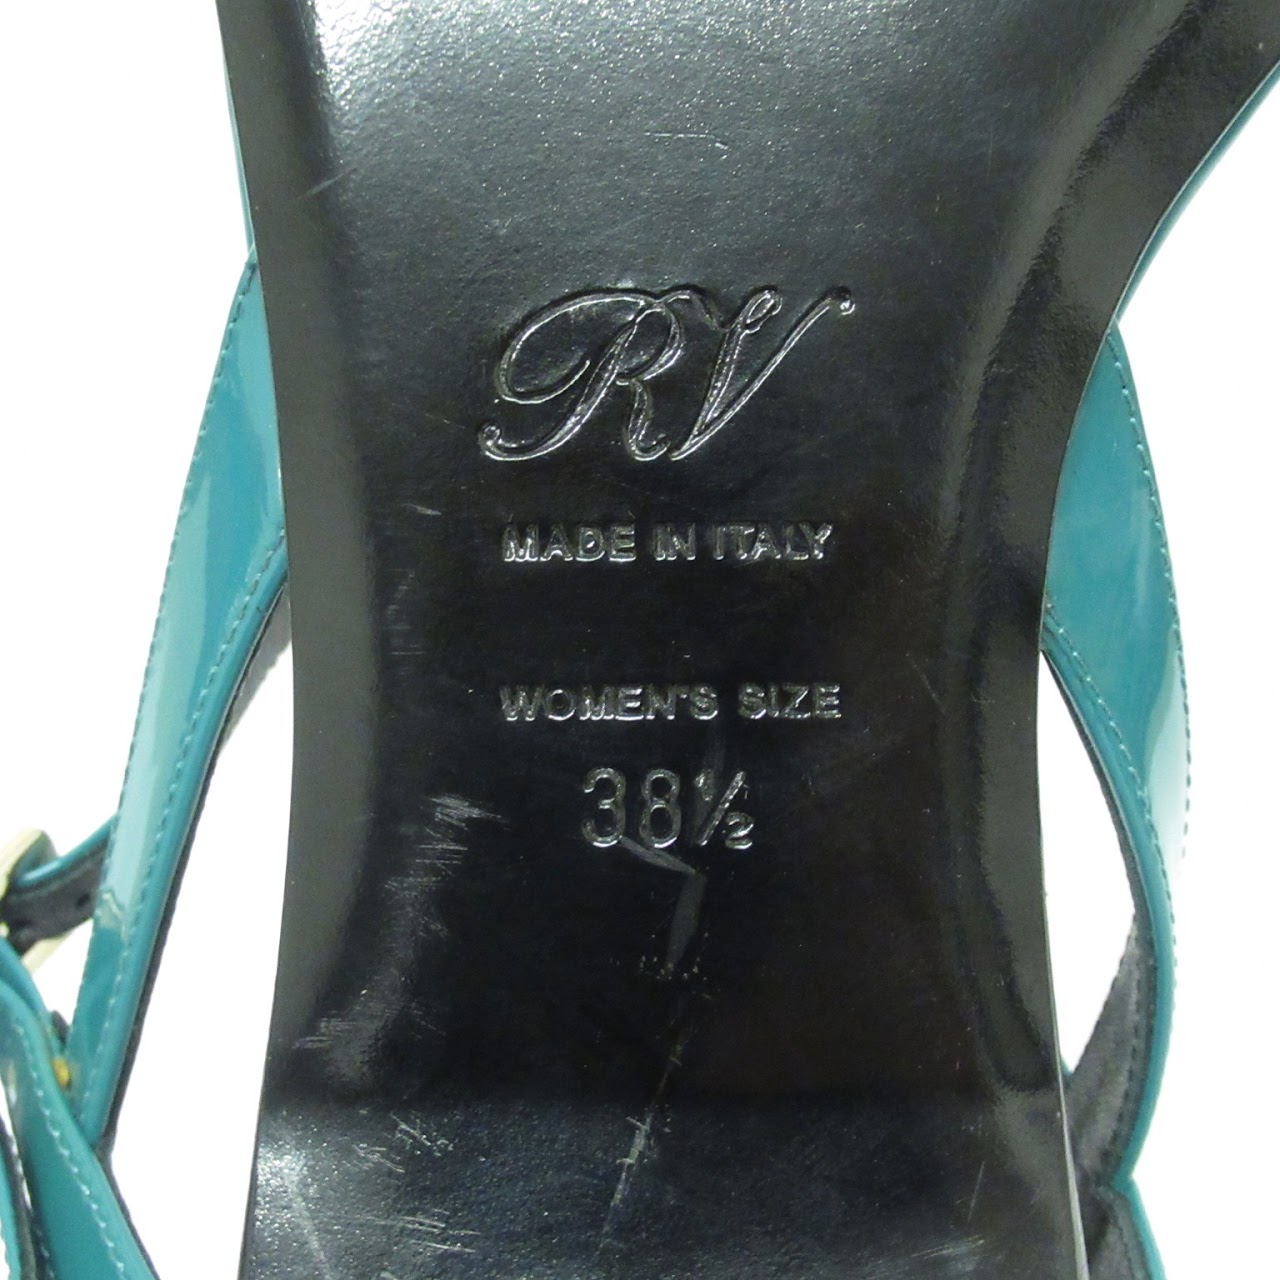 RV
MADE IN ITALY
WOMEN'S SIZE
38½